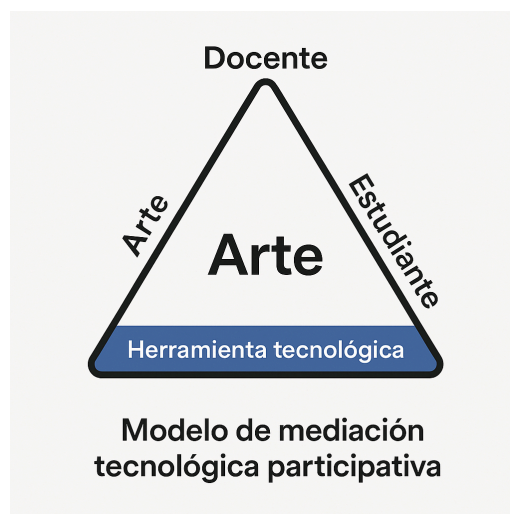 Docente
Arte
Estudiante
Arte
Herramienta tecnológica
Modelo de mediación
tecnológica participativa